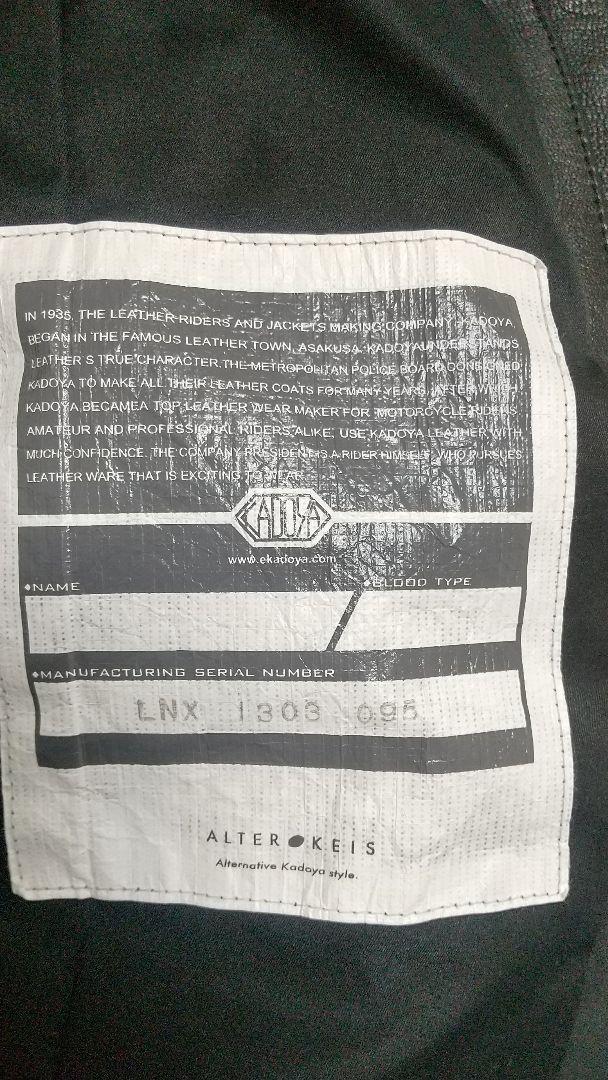 IN 1935, THE LEATHER RIDERS AND JACKETS MAKING COMPANY KADOYA,
BEGAN IN THE FAMOUS LEATHER TOWN, ASAKUSA. KADOYAUNDERSTANDS
LEATHER S TRUE CHARACTER.THE METROPOLITAN POLICE BOARD CONSIGNED
KADOYA TO MAKE ALL THEIR LEATHER COATS FOR MANY YEARS. AFTER WHICH
KADOYA BECAMEA TOP LEATHER WEAR MAKER FOR MOTORCYCLE RIDERS.
AMATEUR AND PROFESSIONAL RIDERS ALIKE, USE KADOYA LEATHER WITH
MUCH CONFIDENCE. THE COMPANY PRESIDENT IS A RIDER HIMSELF, WHO PURSUES
LEATHER WARE THAT IS EXCITING TO WEAR.
KADOYA
www.ekadoya.com
◆NAME ◆BLOOD TYPE
◆MANUFACTURING SERIAL NUMBER
LNX 1303 095
ALTER KEIS
Alternative Kadoya style.